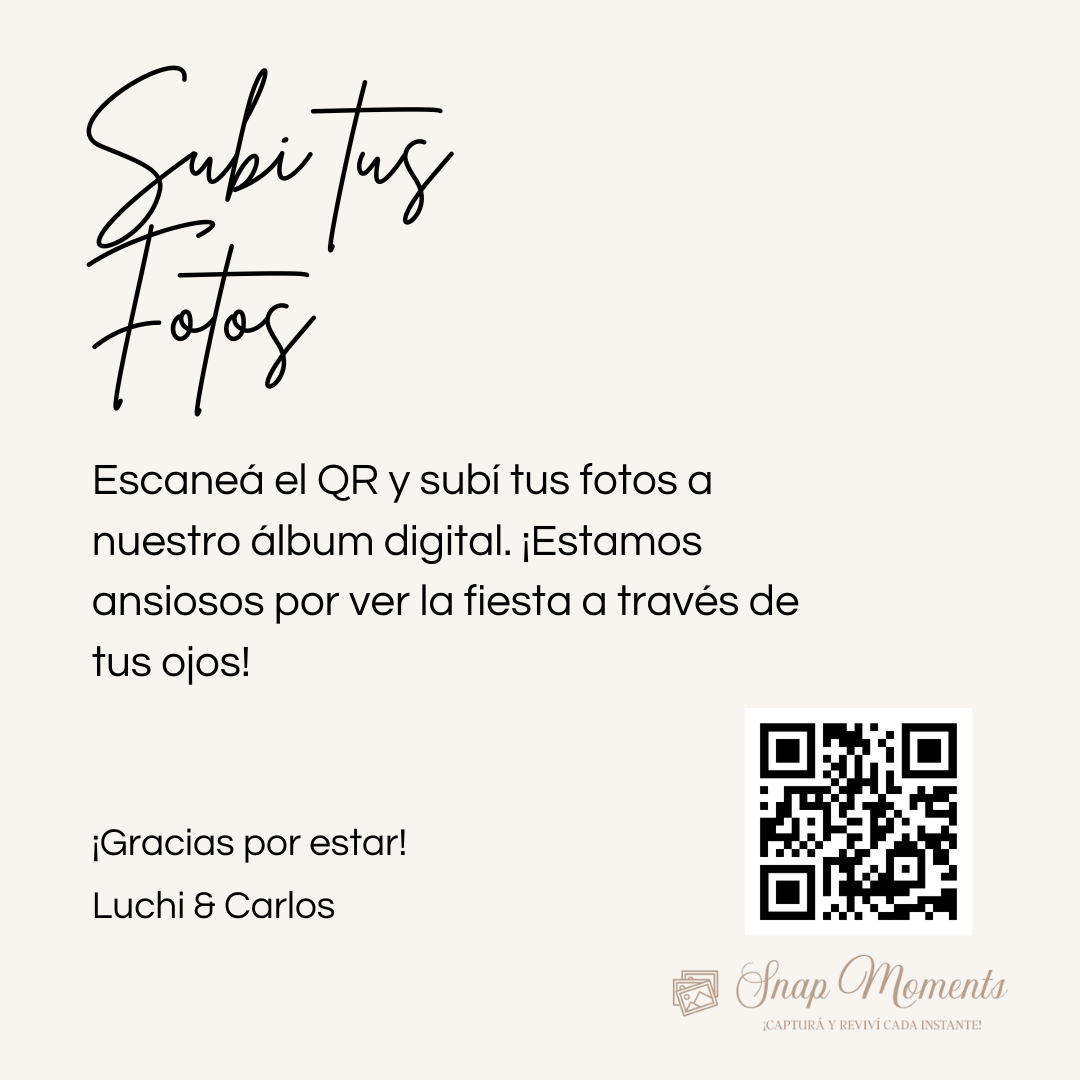 Subi tus
Fotos
Escaneá el QR y subí tus fotos a
nuestro álbum digital. ¡Estamos
ansiosos por ver la fiesta a través de
tus ojos!
¡Gracias por estar!
Luchi & Carlos
Snap Moments
¡CAPTURÁ Y REVIVÍ CADA INSTANTE!